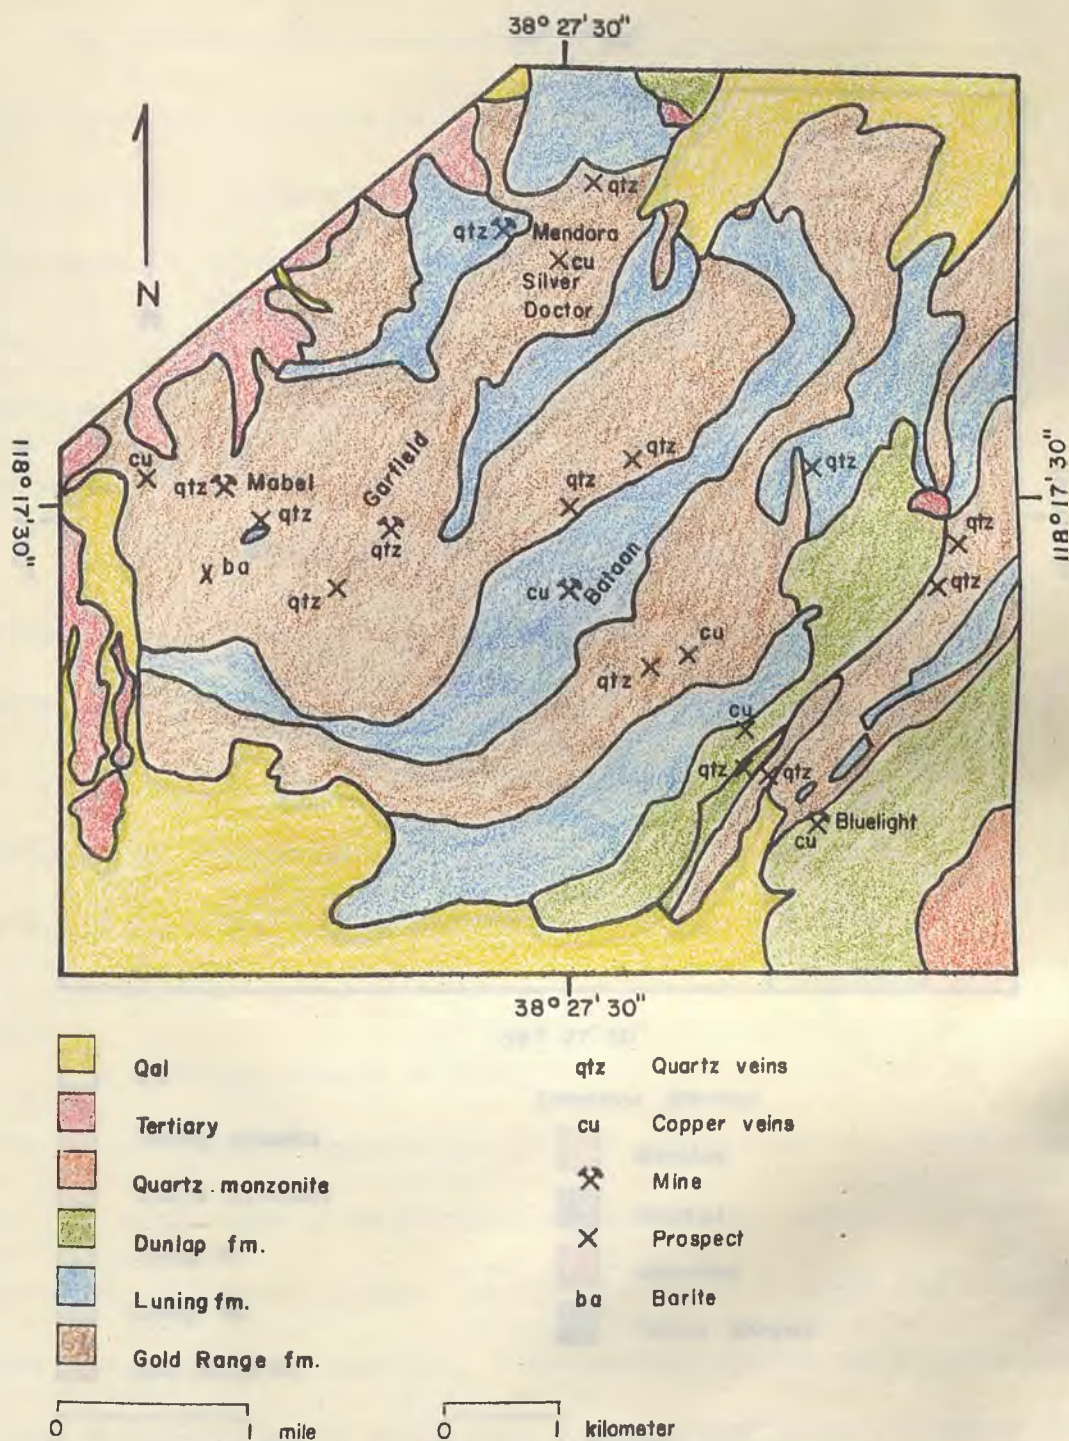 38° 27' 30"
qtz
qtz Mendora
cu
Silver
Doctor
N
Garfield
cu
qtz Mabel
qtz
qtz
qtz
qtz
qtz
118° 17' 30"
118° 17' 30"
qtz
qtz
ba
qtz
cu Bataan
cu
qtz
cu
qtz
qtz
Bluelight
cu
38° 27' 30"
Qal
Tertiary
Quartz monzonite
Dunlap fm.
Luning fm.
Gold Range fm.
qtz Quartz veins
cu Copper veins
Mine
Prospect
ba Barite
0 1 mile
0 1 kilometer